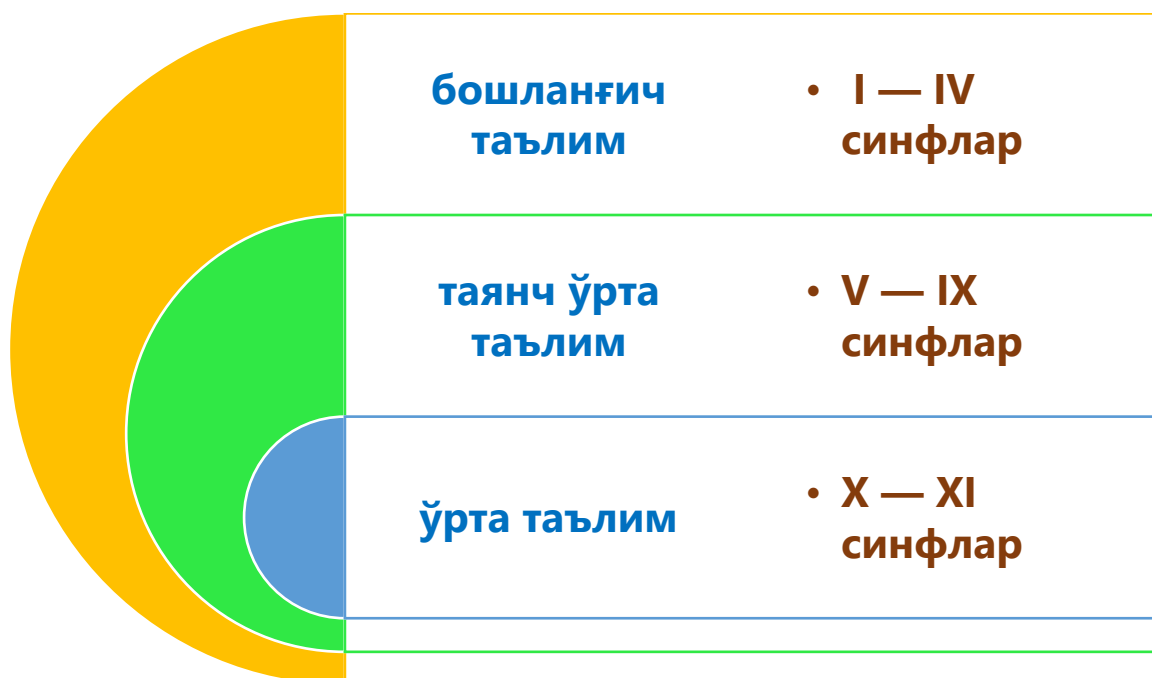 бошланғич
таълим
• I — IV
синфлар
таянч ўрта
таълим
• V — IX
синфлар
ўрта таълим
• X — XI
синфлар